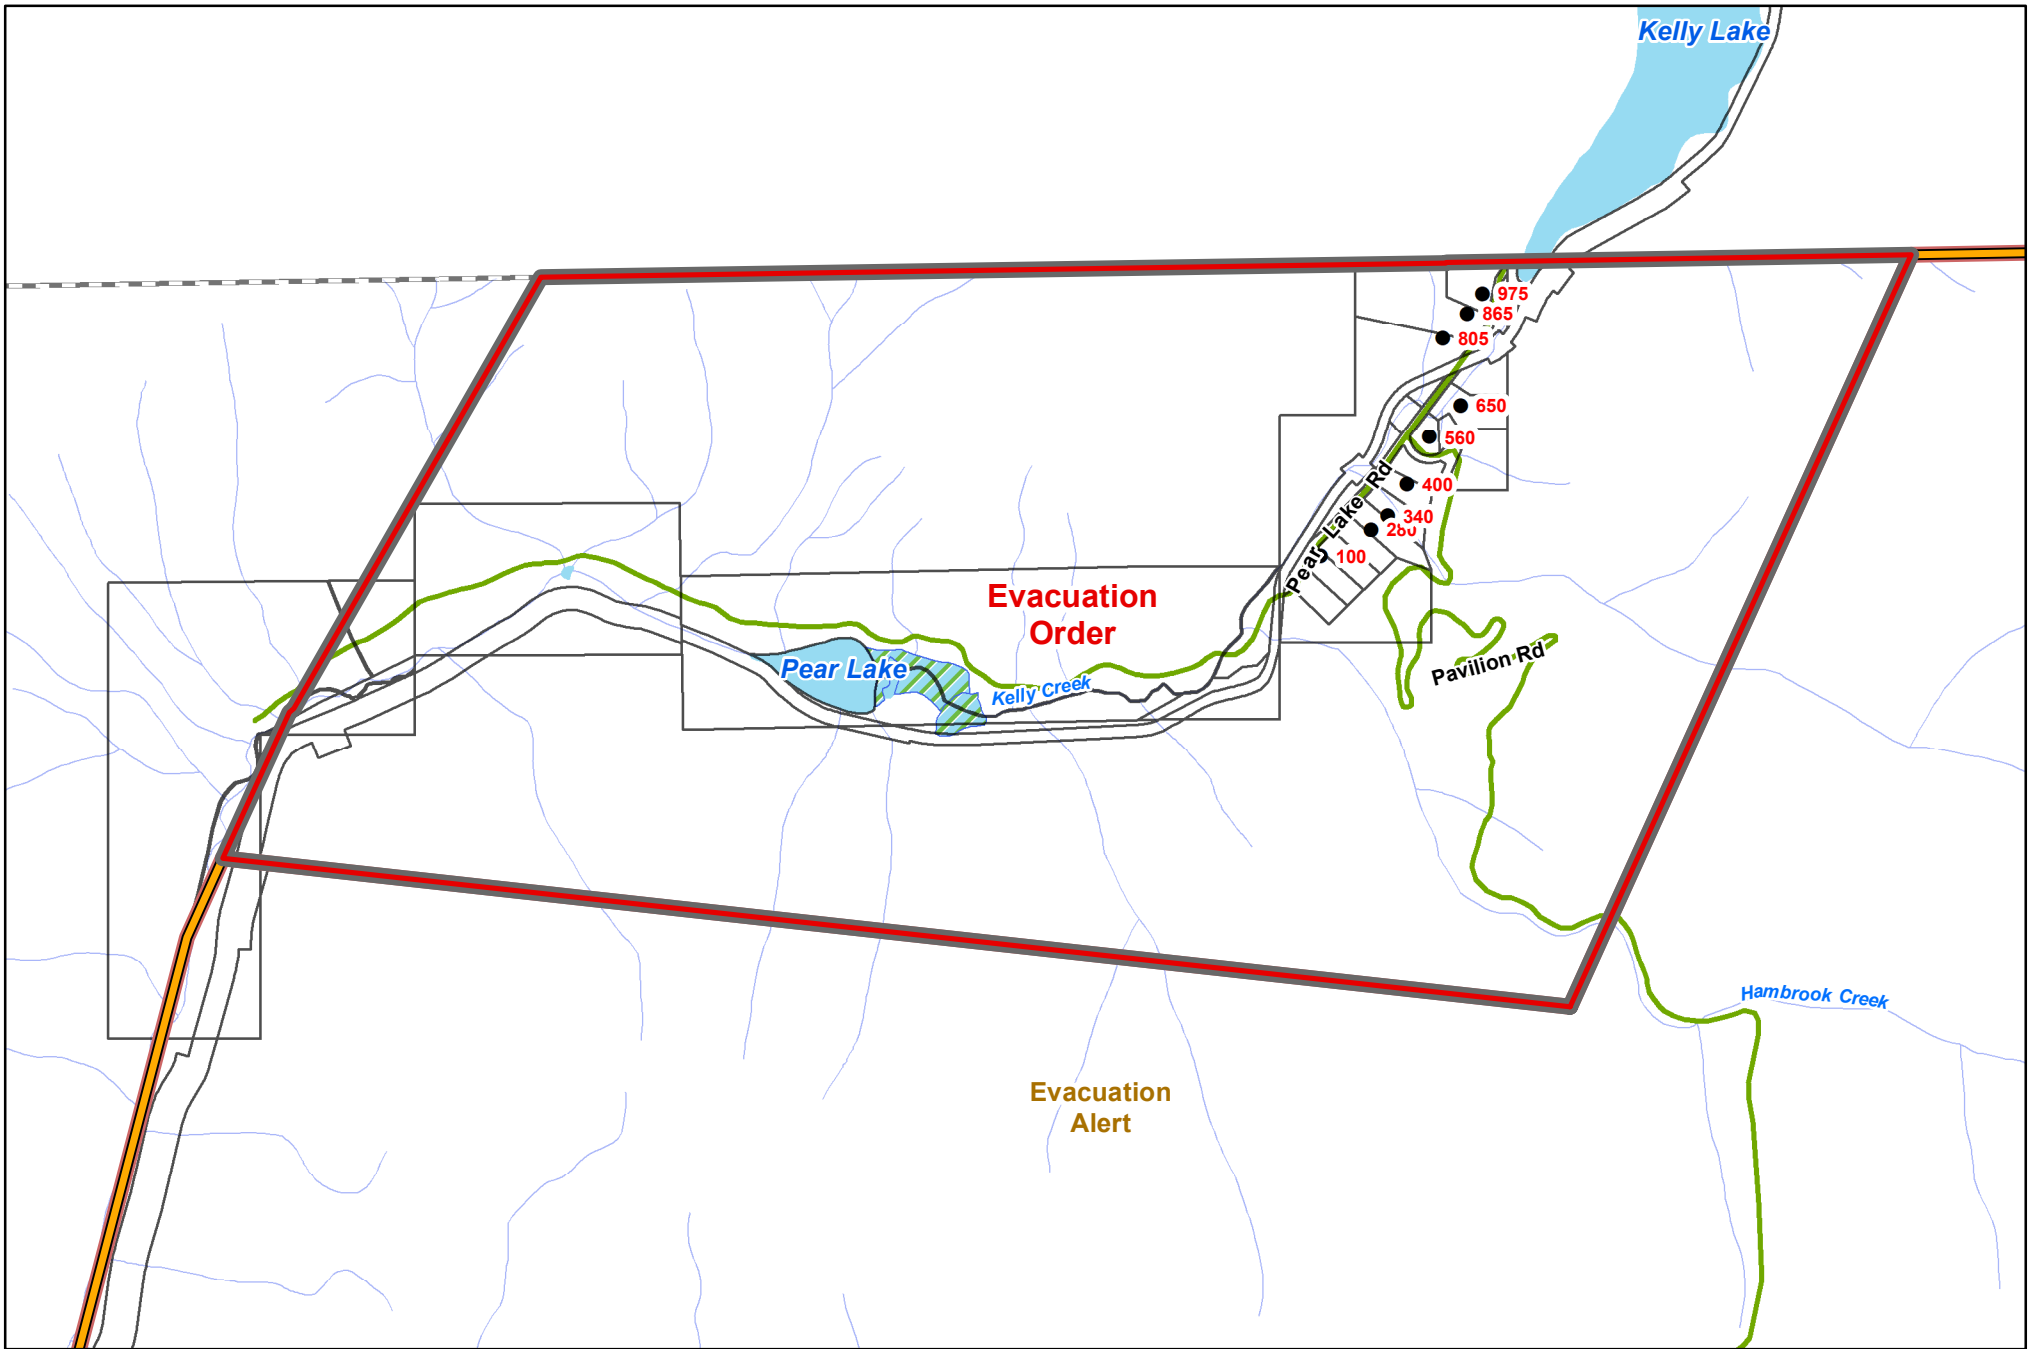 Kelly Lake
975
865
805
650
560
400
340
280
100
Pear Lake Rd
Evacuation
Order
Pear Lake
Kelly Creek
Pavilion Rd
Hambrook Creek
Evacuation
Alert